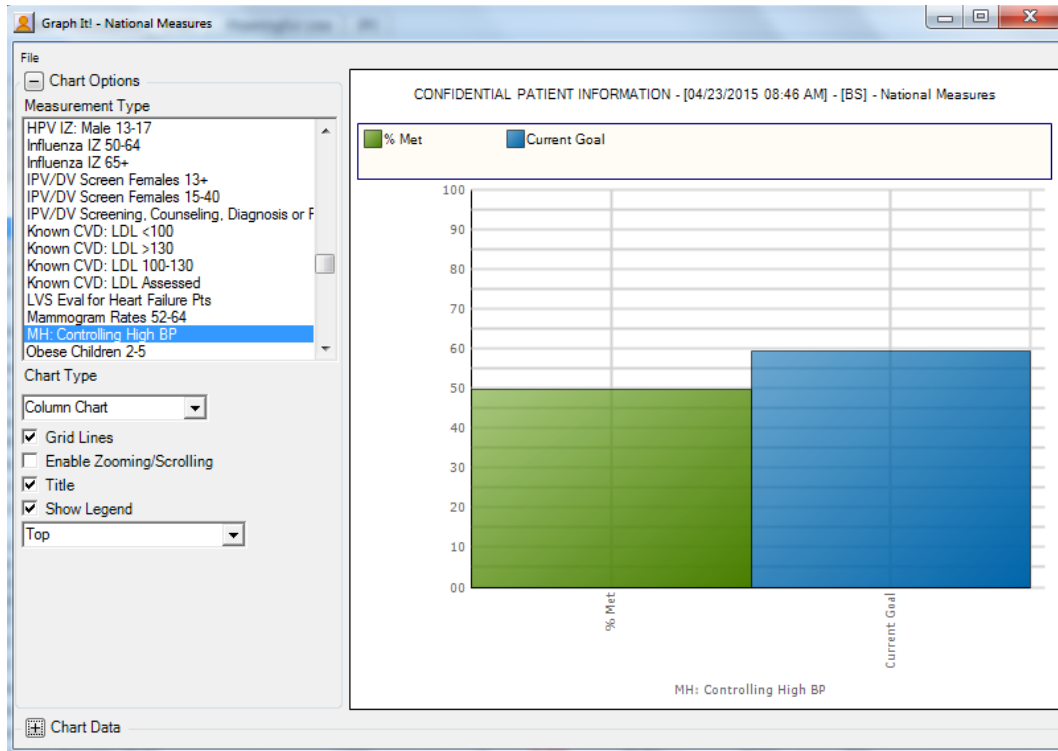 Graph It! - National Measures
File
Chart Options
Measurement Type
HPV IZ: Male 13-17
Influenza IZ 50-64
Influenza IZ 65+
IPV/DV Screen Females 13+
IPV/DV Screen Females 15-40
IPV/DV Screening, Counseling, Diagnosis or
Known CVD: LDL <100
Known CVD: LDL >130
Known CVD: LDL 100-130
Known CVD: LDL Assessed
LVS Eval for Heart Failure Pts
Mammogram Rates 52-64
MH: Controlling High BP
Obese Children 2-5
Chart Type
Column Chart
Grid Lines
Enable Zooming/Scrolling
Title
Show Legend
Top
Chart Data
CONFIDENTIAL PATIENT INFORMATION - [04/23/2015 08:46 AM] - [BS] - National Measures
% Met
Current Goal
100
90
80
70
60
50
40
30
20
10
00
% Met
Current Goal
MH: Controlling High BP